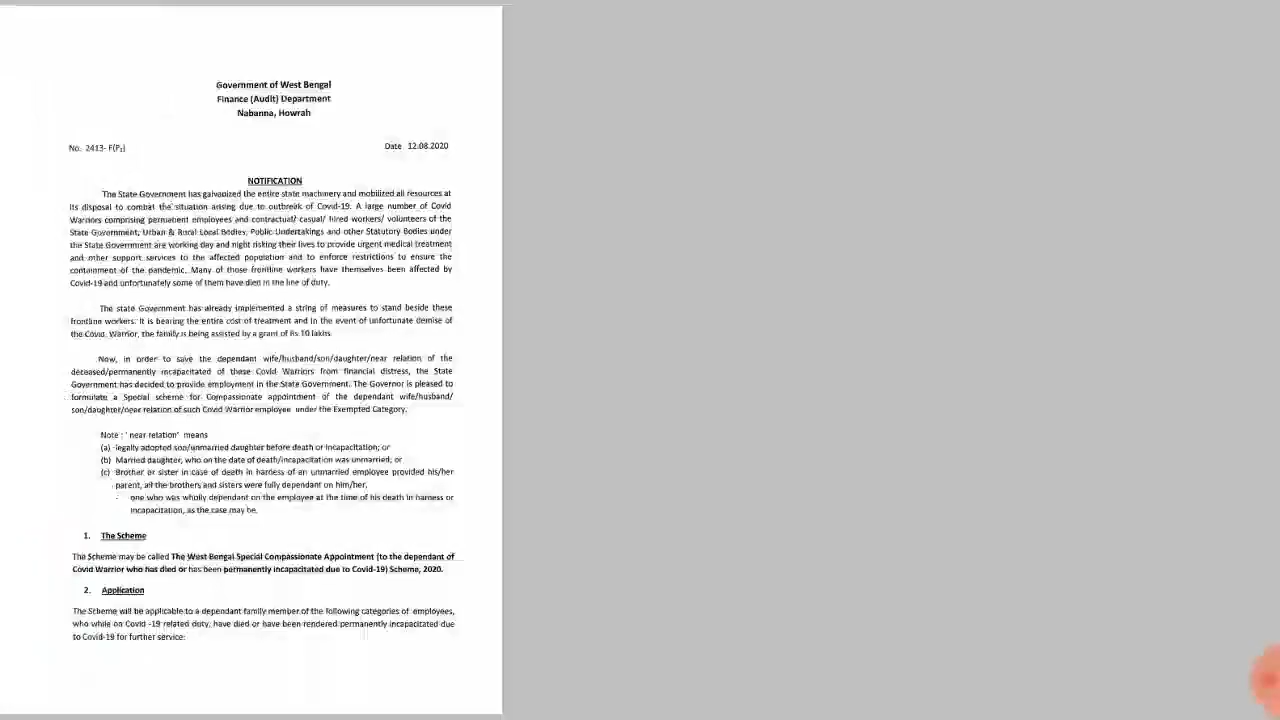 Government of West Bengal
Finance (Audit) Department
Nabanna, Howrah
No. 2413- F(P₂)
Date 12.08.2020
NOTIFICATION
The State Government has galvanized the entire state machinery and mobilized all resources at
its disposal to combat the situation arising due to outbreak of Covid-19. A large number of Covid
Warriors comprising permanent employees and contractual/ casual/ hired workers/ volunteers of the
State Government, Urban & Rural Local Bodies, Public Undertakings and other Statutory Bodies under
the State Government are working day and night risking their lives to provide urgent medical treatment
and other support services to the affected population and to enforce restrictions to ensure the
containment of the pandemic. Many of those frontline workers have themselves been affected by
Covid-19 and unfortunately some of them have died in the line of duty.
The state Government has already implemented a string of measures to stand beside these
frontline workers. It is bearing the entire cost of treatment and in the event of unfortunate demise of
the Covid Warrior, the family is being assisted by a grant of Rs 10 lakhs.
Now, in order to save the dependant wife/husband/son/daughter/near relation of the
deceased/permanently incapacitated of these Covid Warriors from financial distress, the State
Government has decided to provide employment in the State Government. The Governor is pleased to
formulate a Special scheme for Compassionate appointment of the dependant wife/husband/
son/daughter/near relation of such Covid Warrior employee under the Exempted Category.
Note : ' near relation' means
(a) legally adopted son/unmarried daughter before death or incapacitation; or
(b) Married daughter, who on the date of death/incapacitation was unmarried; or
(c) Brother or sister in case of death in harness of an unmarried employee provided his/her
parent, all the brothers and sisters were fully dependant on him/her.
- one who was wholly dependant on the employee at the time of his death in harness or
incapacitation, as the case may be.
1. The Scheme
The Scheme may be called The West Bengal Special Compassionate Appointment (to the dependant of
Covid Warrior who has died or has been permanently incapacitated due to Covid-19) Scheme, 2020.
2. Application
The Scheme will be applicable to a dependant family member of the following categories of employees,
who while on Covid -19 related duty, have died or have been rendered permanently incapacitated due
to Covid-19 for further service: